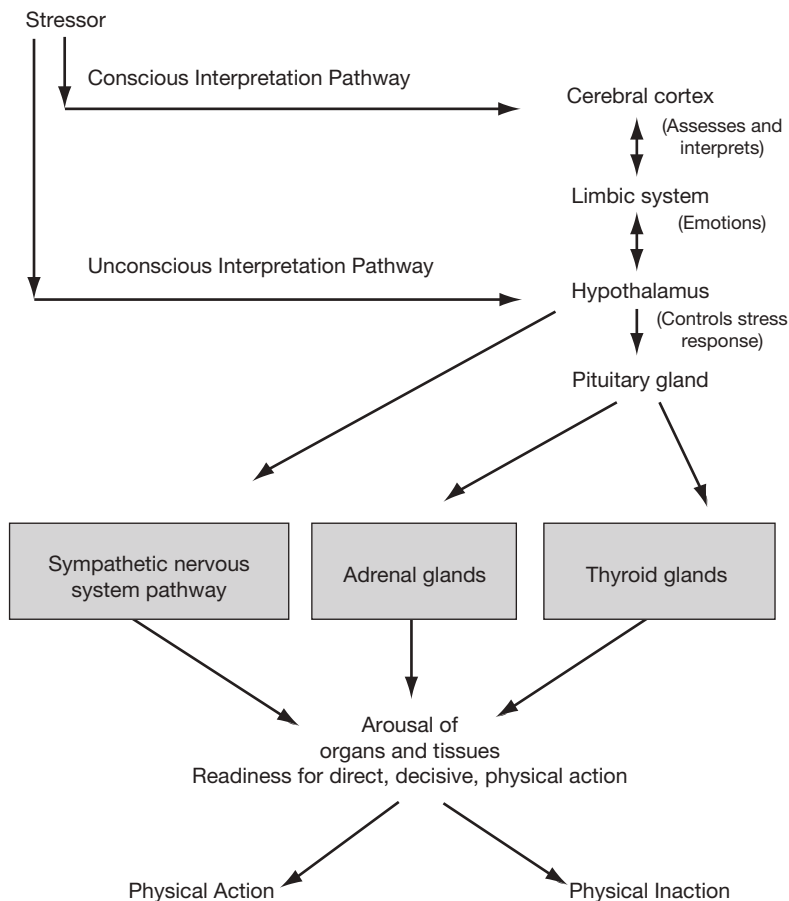 Stressor
Conscious Interpretation Pathway
Cerebral cortex
(Assesses and
interprets)
Limbic system
(Emotions)
Unconscious Interpretation Pathway
Hypothalamus
(Controls stress
response)
Pituitary gland
Sympathetic nervous
system pathway
Adrenal glands
Thyroid glands
Arousal of
organs and tissues
Readiness for direct, decisive, physical action
Physical Action
Physical Inaction